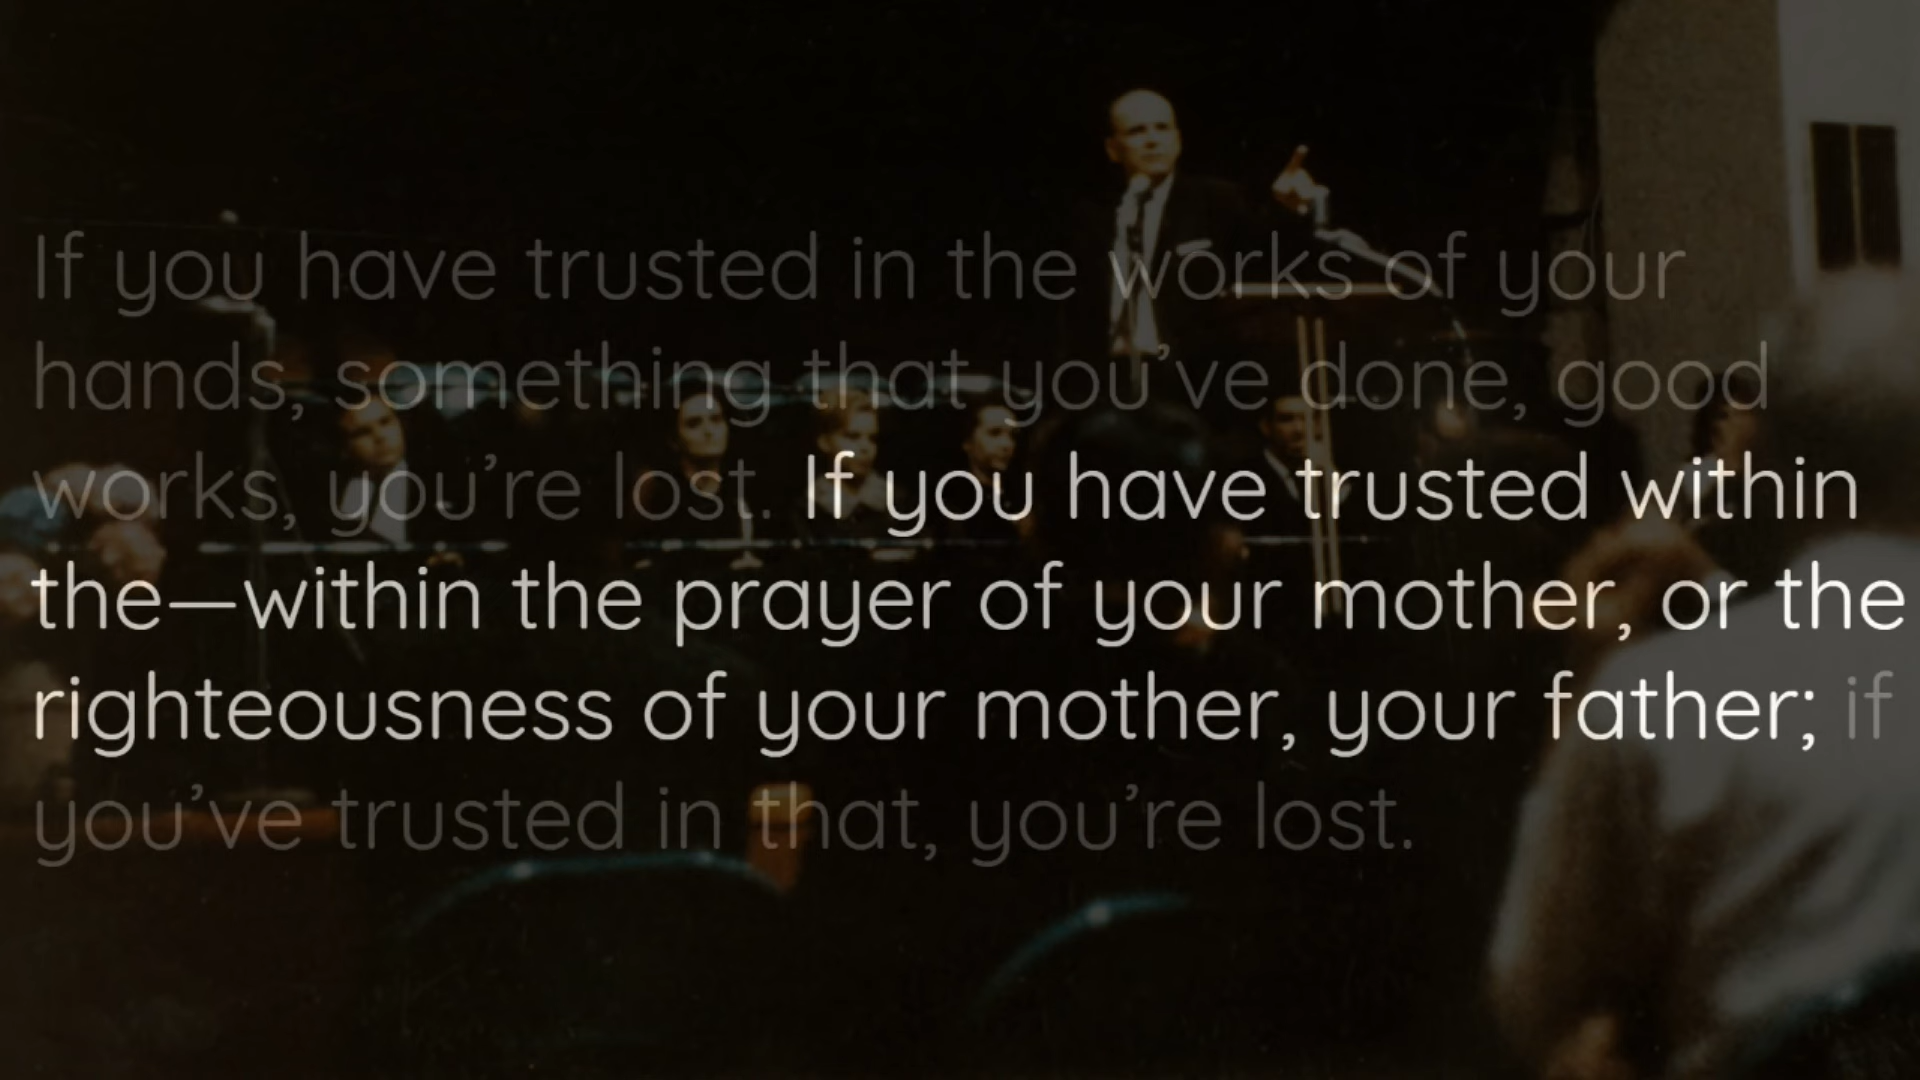 If you have trusted in the works of your
hands, something that you’ve done, good
works, you’re lost. If you have trusted within
the—within the prayer of your mother, or the
righteousness of your mother, your father; if
you’ve trusted in that, you’re lost.